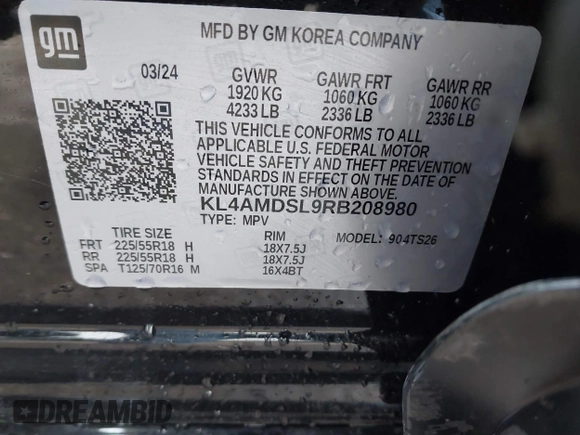 gm
MFD BY GM KOREA COMPANY
03/24
GVWR
1920 KG
4233 LB
GAWR FRT
1060 KG
2336 LB
GAWR RR
1060 KG
2336 LB
THIS VEHICLE CONFORMS TO ALL
APPLICABLE U.S. FEDERAL MOTOR
VEHICLE SAFETY AND THEFT PREVENTION
STANDARDS IN EFFECT ON THE DATE OF
MANUFACTURE SHOWN ABOVE.
KL4AMDSL9RB208980
TYPE: MPV
MODEL: 904TS26
TIRE SIZE RIM
FRT 225/55R18 H 18X7.5J
RR 225/55R18 H 18X7.5J
SPA T125/70R16 M 16X4BT
DREAMBID